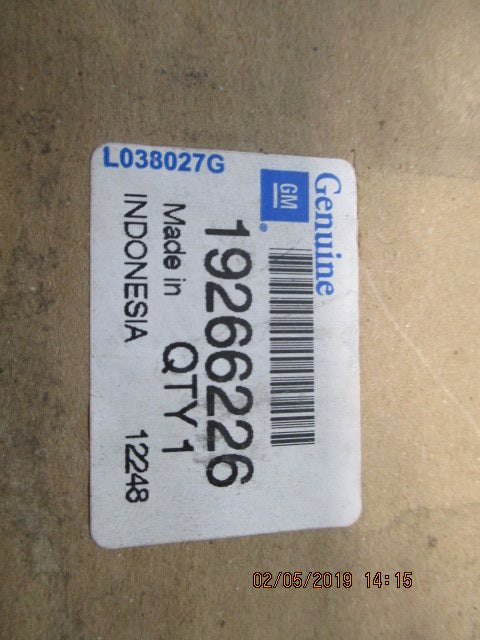 L038027G
Genuine
GM
®
19266226
Made in QTY 1
INDONESIA 12248
02/05/2019 14:15